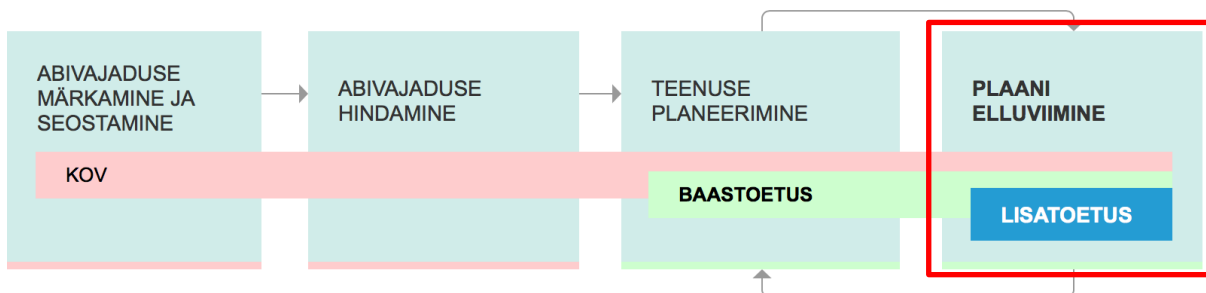 ABIVAJADUSE
MÄRKAMINE JA
SEOSTAMINE
ABIVAJADUSE
HINDAMINE
TEENUSE
PLANEERIMINE
PLAANI
ELLUVIIMINE
KOV
BAASTOETUS
LISATOETUS